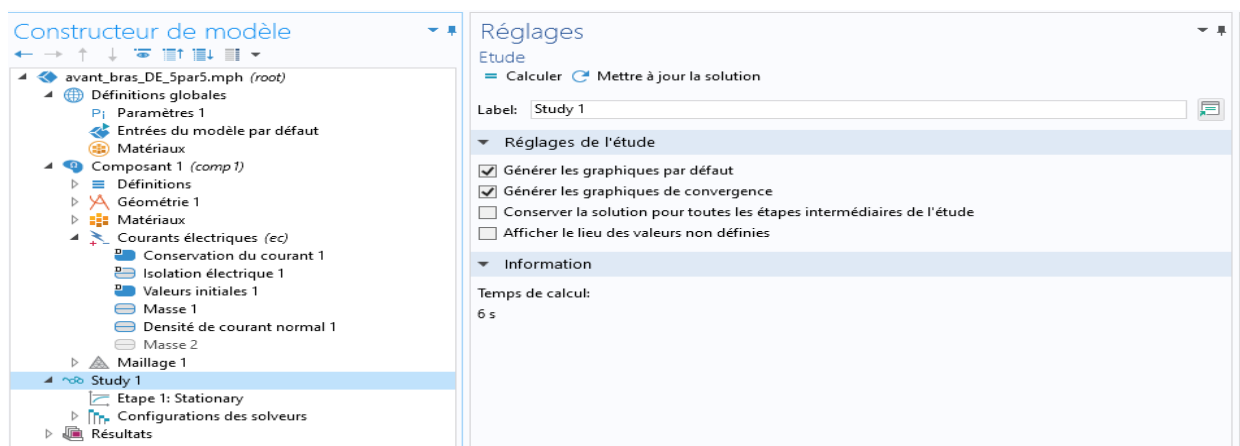 Constructeur de modèle
avant_bras_DE_5par5.mph (root)
Définitions globales
Pi Paramètres 1
Entrées du modèle par défaut
Matériaux
Composant 1 (comp1)
Définitions
Géométrie 1
Matériaux
Courants électriques (ec)
Conservation du courant 1
Isolation électrique 1
Valeurs initiales 1
Masse 1
Densité de courant normal 1
Masse 2
Maillage 1
Study 1
Etape 1: Stationary
Configurations des solveurs
Résultats
Réglages
Etude
Calculer Mettre à jour la solution
Label: Study 1
Réglages de l'étude
Générer les graphiques par défaut
Générer les graphiques de convergence
Conserver la solution pour toutes les étapes intermédiaires de l'étude
Afficher le lieu des valeurs non définies
Information
Temps de calcul:
6 s